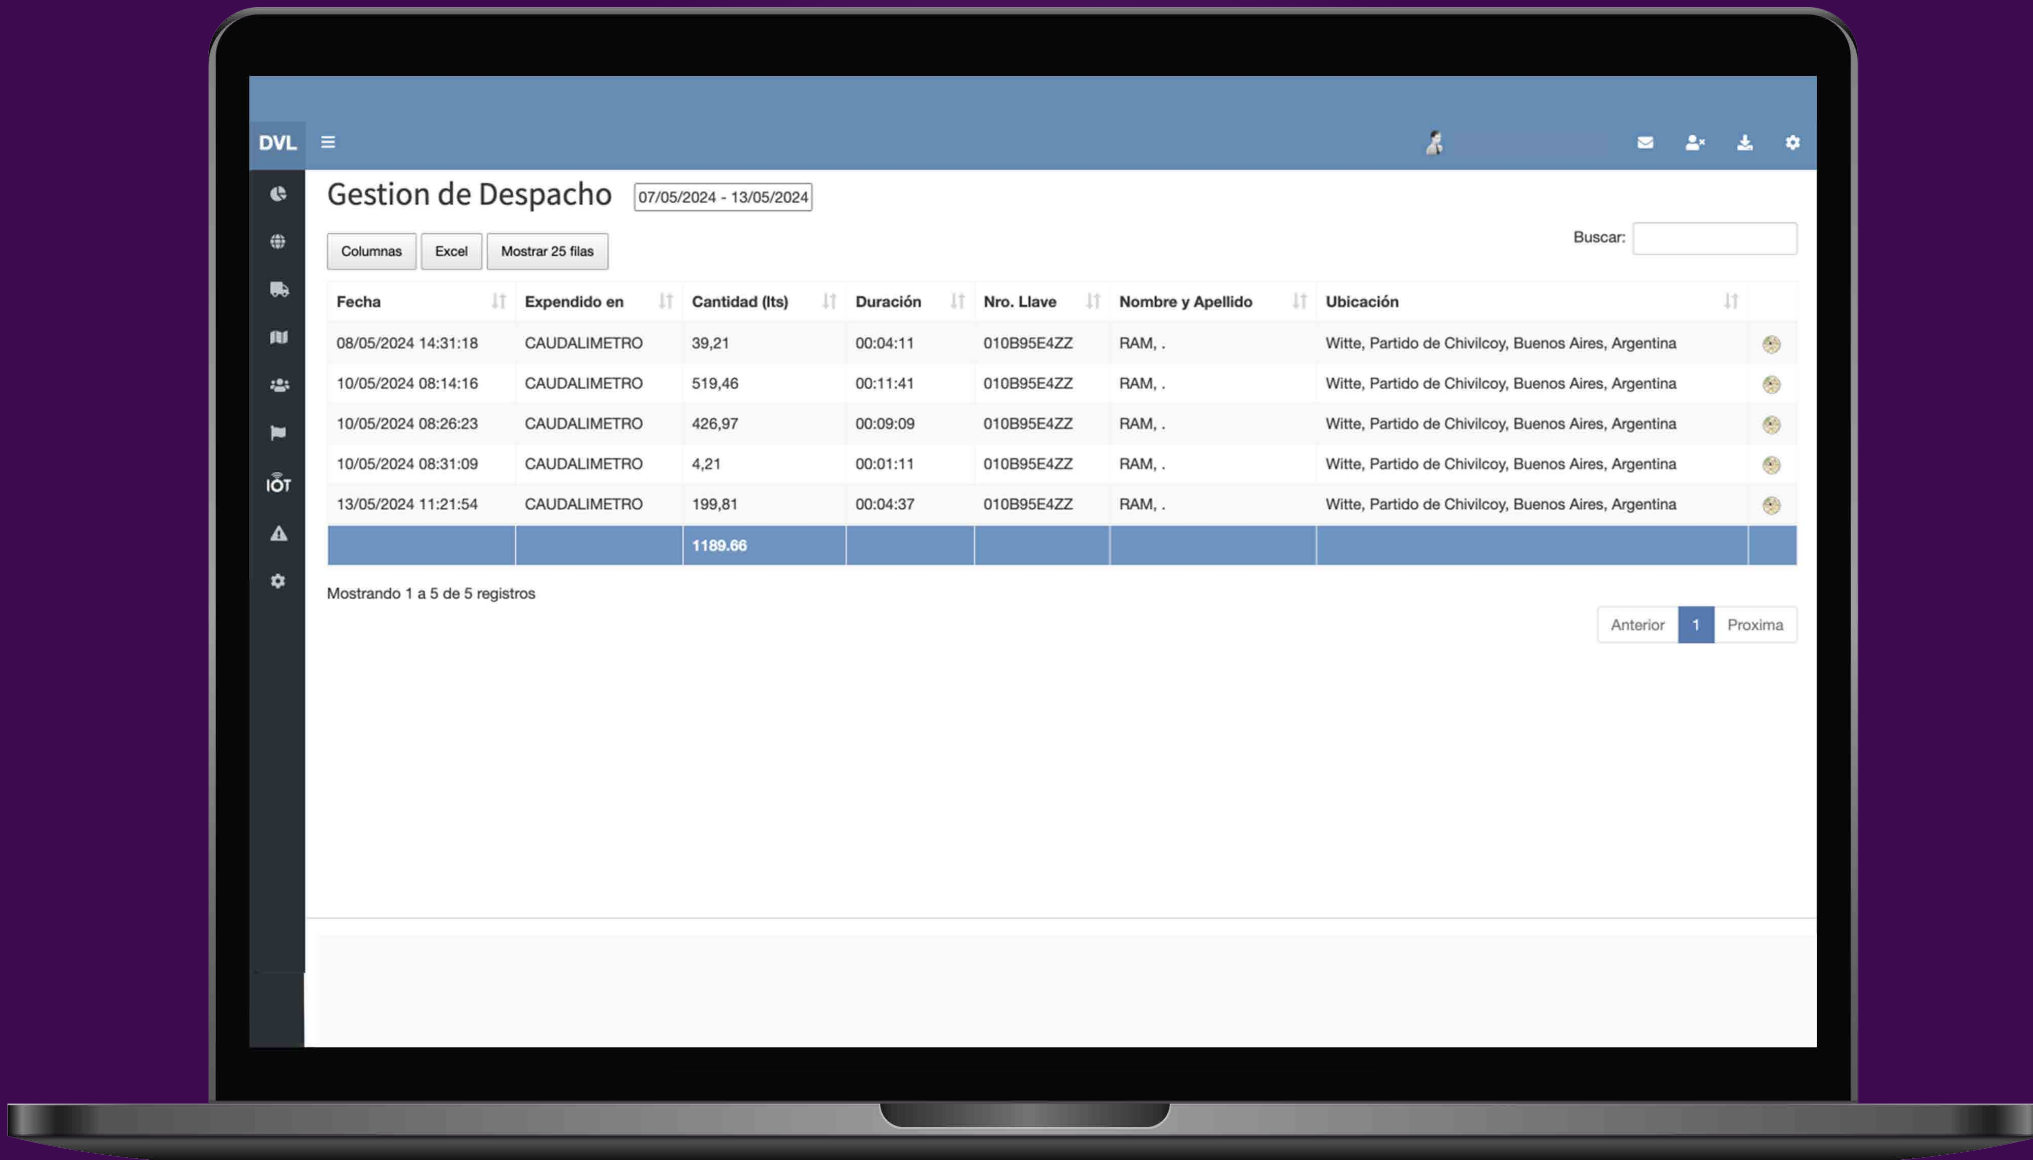 DVL
Gestion de Despacho 07/05/2024 - 13/05/2024
Columnas Excel Mostrar 25 filas Buscar:
Fecha Expendido en Cantidad (lts) Duración Nro. Llave Nombre y Apellido Ubicación
08/05/2024 14:31:18 CAUDALIMETRO 39,21 00:04:11 010B95E4ZZ RAM, . Witte, Partido de Chivilcoy, Buenos Aires, Argentina
10/05/2024 08:14:16 CAUDALIMETRO 519,46 00:11:41 010B95E4ZZ RAM, . Witte, Partido de Chivilcoy, Buenos Aires, Argentina
10/05/2024 08:26:23 CAUDALIMETRO 426,97 00:09:09 010B95E4ZZ RAM, . Witte, Partido de Chivilcoy, Buenos Aires, Argentina
10/05/2024 08:31:09 CAUDALIMETRO 4,21 00:01:11 010B95E4ZZ RAM, . Witte, Partido de Chivilcoy, Buenos Aires, Argentina
IOT
13/05/2024 11:21:54 CAUDALIMETRO 199,81 00:04:37 010B95E4ZZ RAM, . Witte, Partido de Chivilcoy, Buenos Aires, Argentina
1189.66
Mostrando 1 a 5 de 5 registros
Anterior 1 Proxima